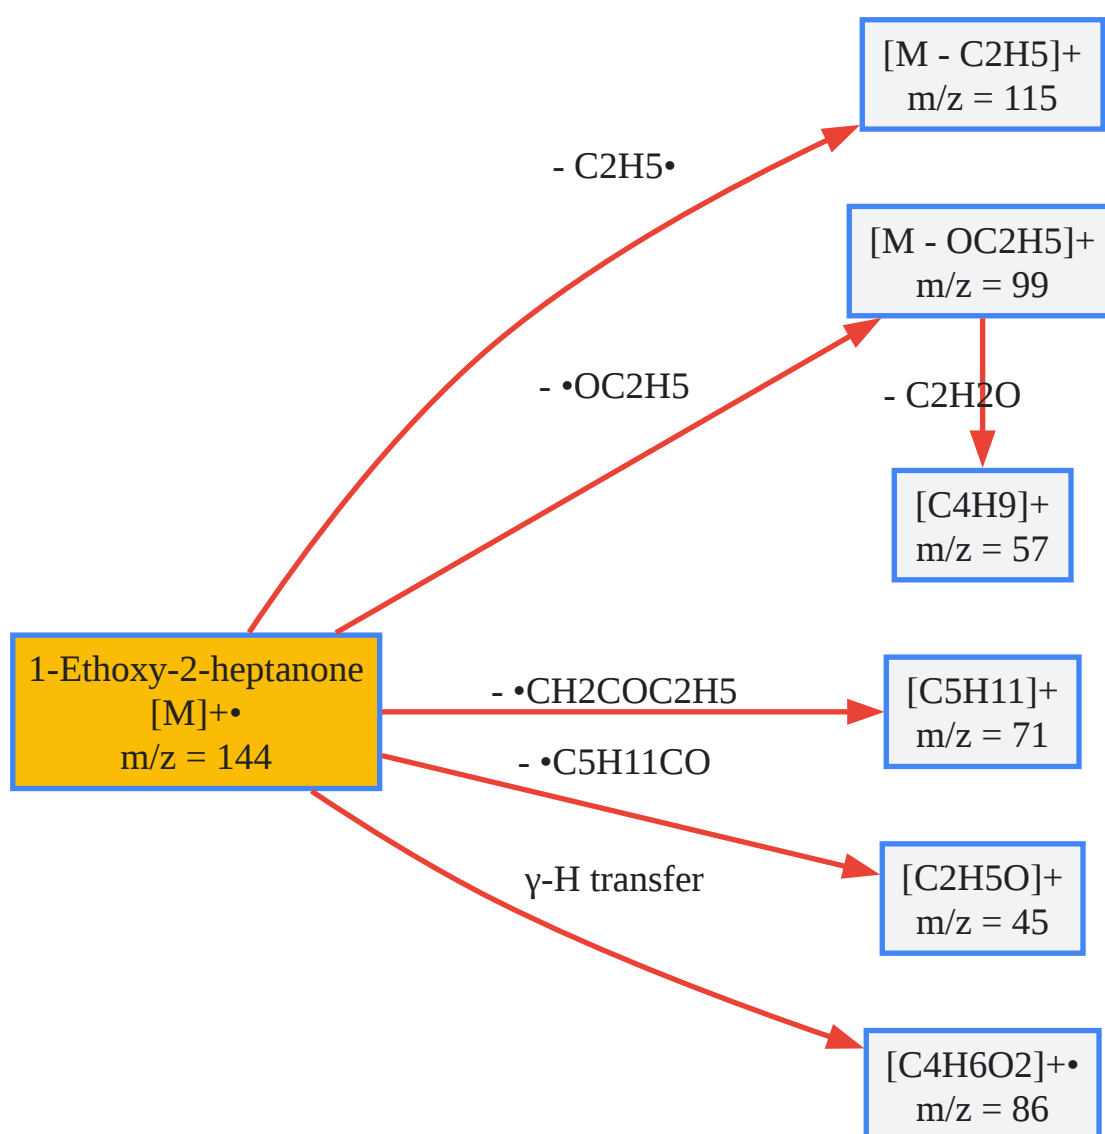 [M - C2H5]+
m/z = 115
- C2H5•
[M - OC2H5]+
m/z = 99
- •OC2H5
- C2H2O
[C4H9]+
m/z = 57
1-Ethoxy-2-heptanone
[M]+•
m/z = 144
- •CH2COC2H5
[C5H11]+
m/z = 71
- •C5H11CO
[C2H5O]+
m/z = 45
γ-H transfer
[C4H6O2]+•
m/z = 86